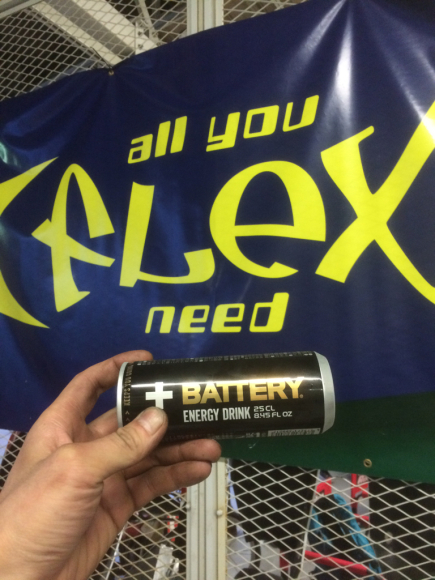 all you
FLEX
need
+ BATTERY
ENERGY DRINK 25 CL
8.45 FL OZ